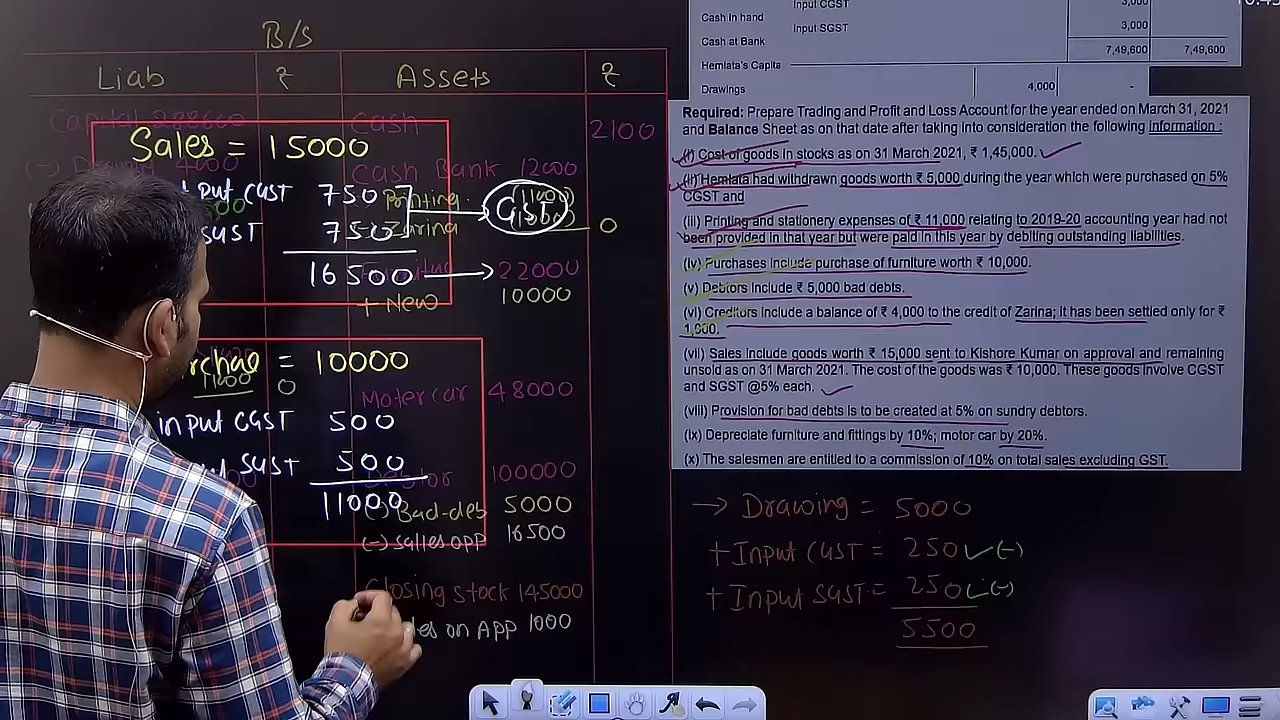 B/S
Liab ₹ Assets ₹
Capital 288600 Cash 2100
4000 Cash Bank 12000
Sales = 15000
put CGST 750
750
16500
GST
0
22000
+ New 10000
= 10000
11000 0
input CGST 500
SGST 500
11000
Motor car 48000
100000
(-) Bad-deb 5000
(-) salles app 16500
Closing stock 145000
on App 1000
Input CGST 3,000
Cash in hand
Input SGST 3,000
Cash at Bank
7,49,600 7,49,600
Hemlata's Capita
Drawings 4,000 -
Required: Prepare Trading and Profit and Loss Account for the year ended on March 31, 2021
and Balance Sheet as on that date after taking into consideration the following information :
(i) Cost of goods in stocks as on 31 March 2021, ₹ 1,45,000.
(ii) Hemlata had withdrawn goods worth ₹ 5,000 during the year which were purchased on 5%
CGST and
(iii) Printing and stationery expenses of ₹ 11,000 relating to 2019-20 accounting year had not
been provided in that year but were paid in this year by debiting outstanding liabilities.
(iv) Purchases include purchase of furniture worth ₹ 10,000.
(v) Debtors include ₹ 5,000 bad debts.
(vi) Creditors include a balance of ₹ 4,000 to the credit of Zarina; it has been settled only for ₹
1,000.
(vii) Sales include goods worth ₹ 15,000 sent to Kishore Kumar on approval and remaining
unsold as on 31 March 2021. The cost of the goods was ₹ 10,000. These goods involve CGST
and SGST @5% each.
(viii) Provision for bad debts is to be created at 5% on sundry debtors.
(ix) Depreciate furniture and fittings by 10%; motor car by 20%.
(x) The salesmen are entitled to a commission of 10% on total sales excluding GST.
→ Drawing = 5000
+ Input CGST = 250 (-)
+ Input SGST = 250 (-)
5500